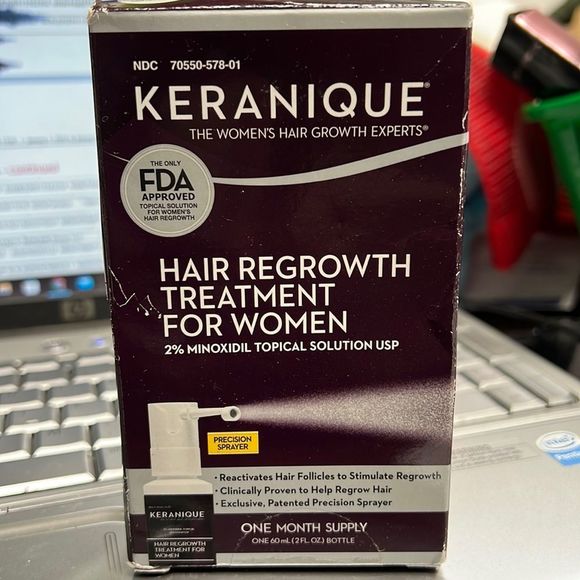 NDC 70550-578-01
KERANIQUE®
THE WOMEN'S HAIR GROWTH EXPERTS®
THE ONLY
FDA
APPROVED
TOPICAL SOLUTION
FOR WOMEN'S
HAIR REGROWTH
HAIR REGROWTH
TREATMENT
FOR WOMEN
2% MINOXIDIL TOPICAL SOLUTION USP
PRECISION
SPRAYER
• Reactivates Hair Follicles to Stimulate Regrowth
• Clinically Proven to Help Regrow Hair
• Exclusive, Patented Precision Sprayer
KERANIQUE
HAIR REGROWTH
TREATMENT FOR
WOMEN
ONE MONTH SUPPLY
ONE 60 mL (2 FL. OZ.) BOTTLE
hp
intel